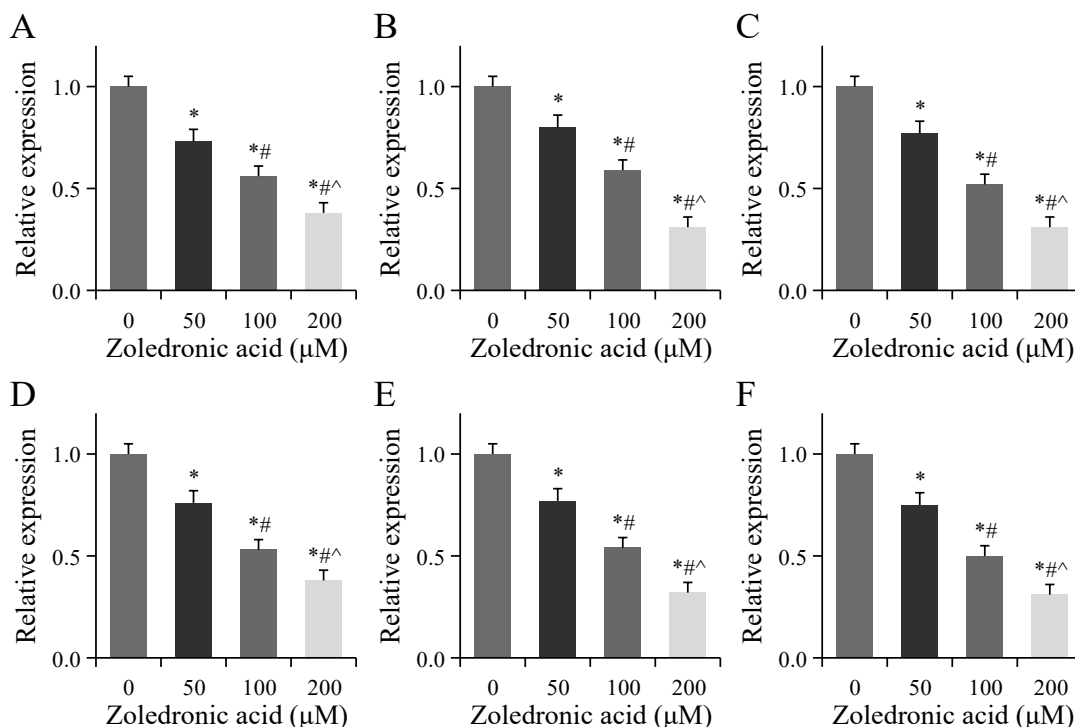 A
Relative expression
1.0
0.5
0.0
*
*#
*#^
0 50 100 200
Zoledronic acid (μM)
B
Relative expression
1.0
0.5
0.0
*
*#
*#^
0 50 100 200
Zoledronic acid (μM)
C
Relative expression
1.0
0.5
0.0
*
*#
*#^
0 50 100 200
Zoledronic acid (μM)
D
Relative expression
1.0
0.5
0.0
*
*#
*#^
0 50 100 200
Zoledronic acid (μM)
E
Relative expression
1.0
0.5
0.0
*
*#
*#^
0 50 100 200
Zoledronic acid (μM)
F
Relative expression
1.0
0.5
0.0
*
*#
*#^
0 50 100 200
Zoledronic acid (μM)